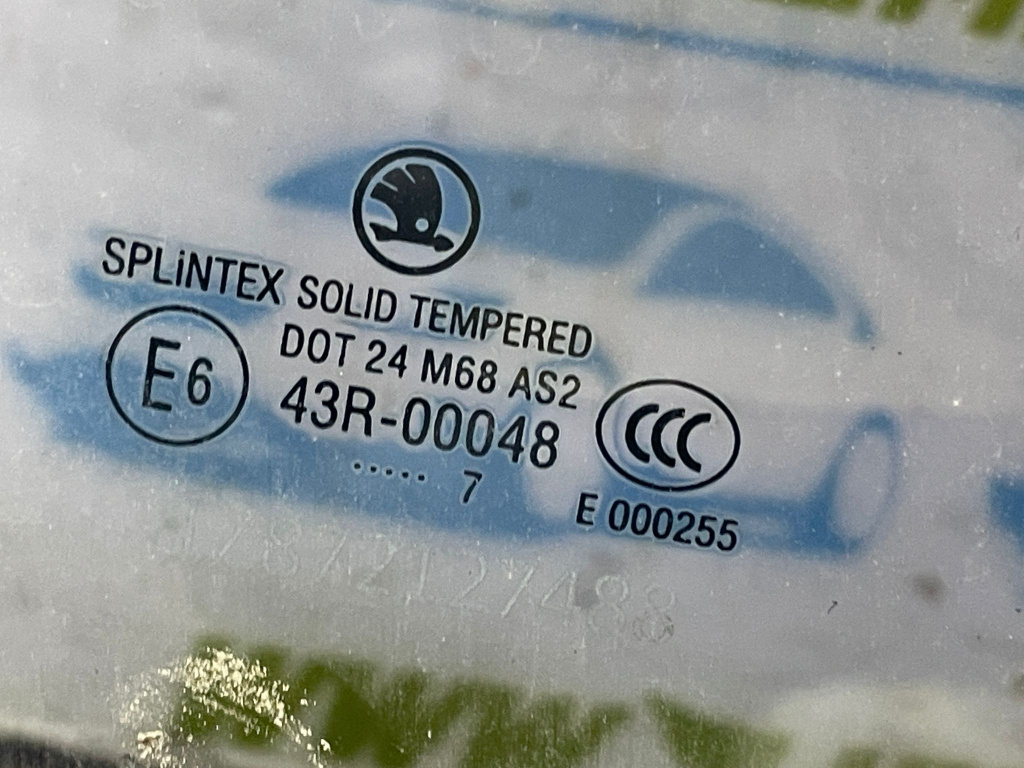 SPLiNTEX SOLID TEMPERED
E6
DOT 24 M68 AS2
43R-00048
CCC
..... 7
E 000255